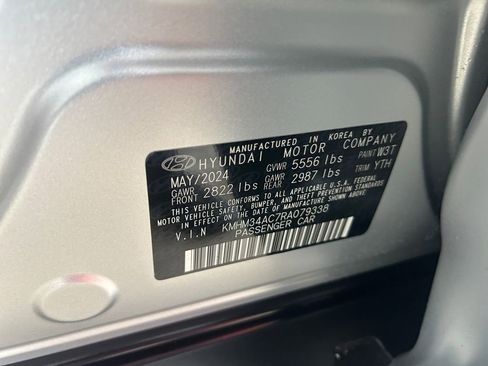 MANUFACTURED IN KOREA BY
HYUNDAI MOTOR COMPANY
MAY/2024 GVWR 5556 lbs PAINT W3T
GAWR FRONT 2822 lbs GAWR REAR 2987 lbs TRIM YTH
THIS VEHICLE CONFORMS TO ALL APPLICABLE U.S.A. FEDERAL
MOTOR VEHICLE SAFETY, BUMPER, AND THEFT PREVENTION STANDARDS
IN EFFECT ON THE DATE OF MANUFACTURE SHOWN ABOVE.
V.I.N KMHM34AC7RA079338
PASSENGER CAR